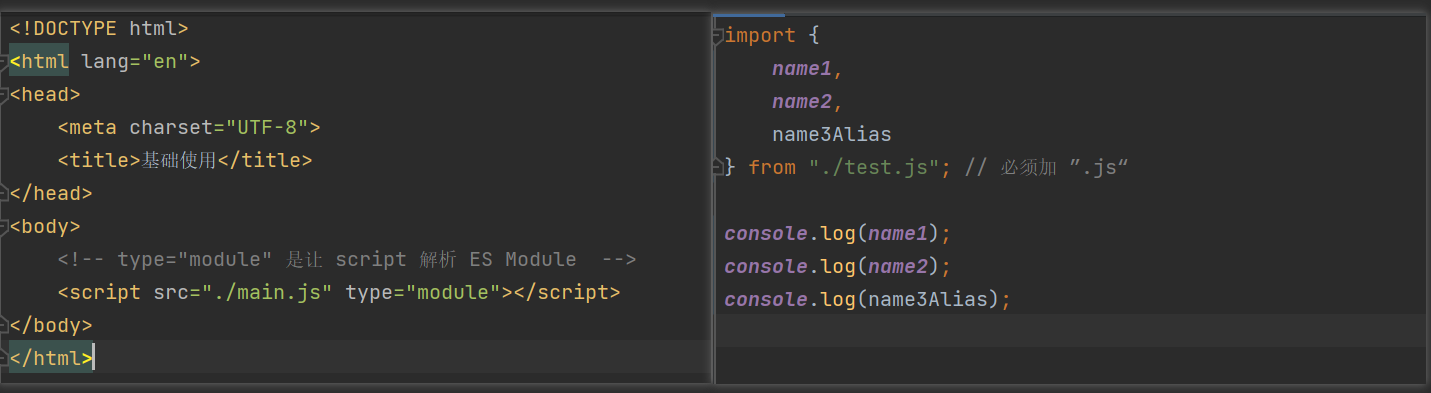 <!DOCTYPE html>
<html lang="en">
<head>
    <meta charset="UTF-8">
    <title>基础使用</title>
</head>
<body>
    <!-- type="module" 是让 script 解析 ES Module  -->
    <script src="./main.js" type="module"></script>
</body>
</html>
import {
    name1,
    name2,
    name3Alias
} from "./test.js"; // 必须加 ”.js“
console.log(name1);
console.log(name2);
console.log(name3Alias);